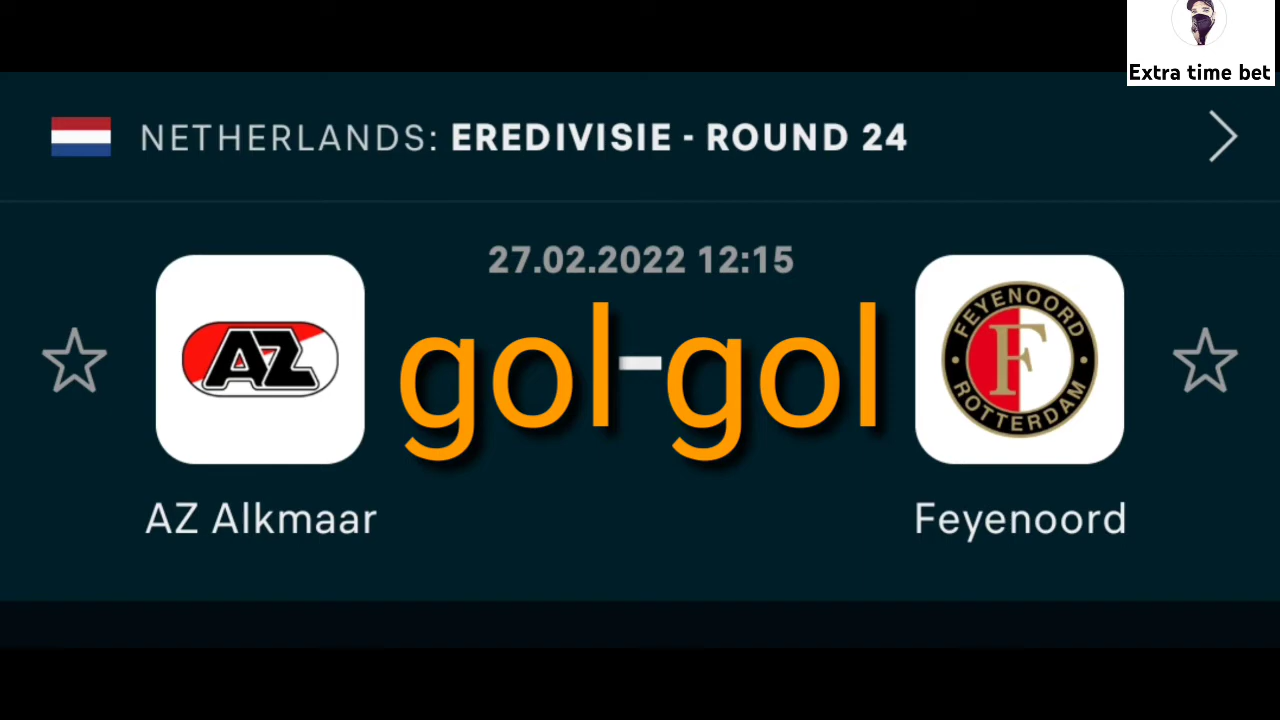 Extra time bet
NETHERLANDS: EREDIVISIE - ROUND 24
27.02.2022 12:15
gol-gol
AZ
FEYENOORD
F
ROTTERDAM
AZ Alkmaar
Feyenoord